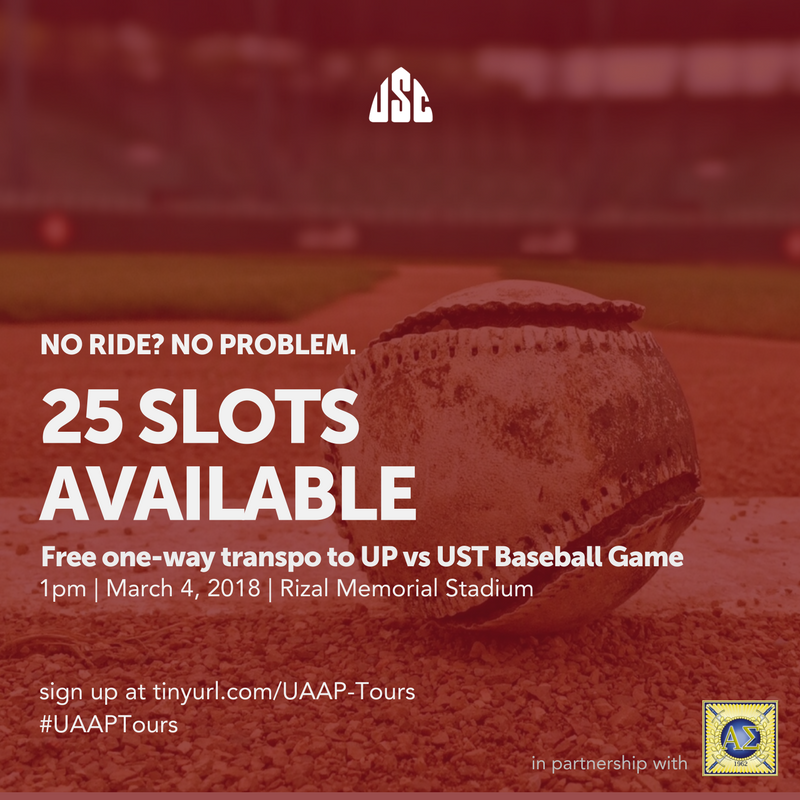 USC
NO RIDE? NO PROBLEM.
25 SLOTS
AVAILABLE
Free one-way transpo to UP vs UST Baseball Game
1pm | March 4, 2018 | Rizal Memorial Stadium
sign up at tinyurl.com/UAAP-Tours
#UAAPTours
in partnership with
ΑΣ
1962